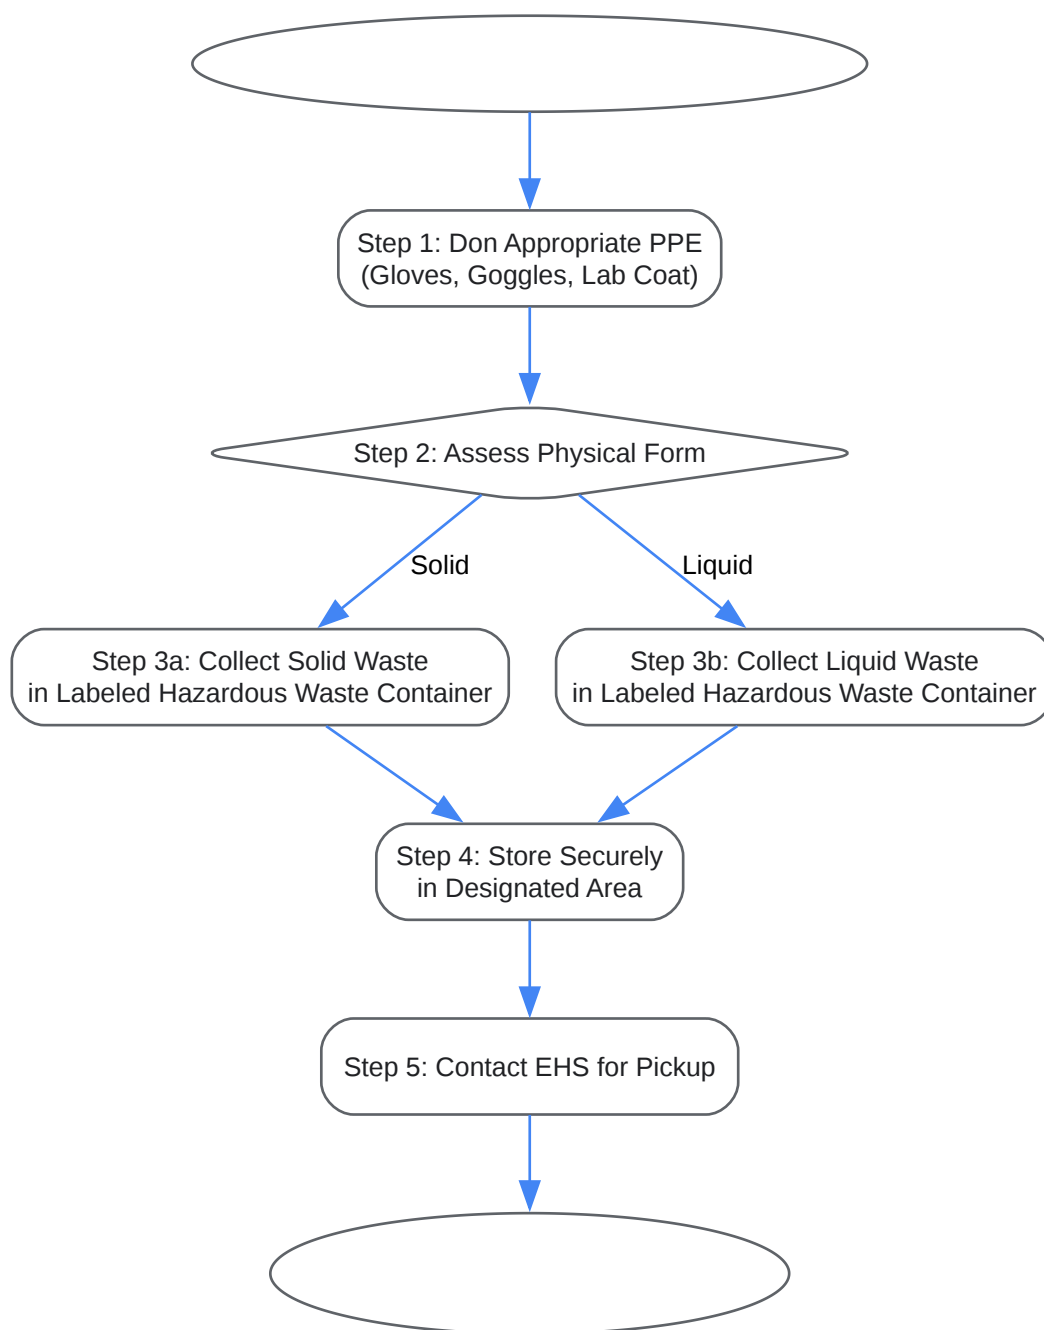 Step 1: Don Appropriate PPE
(Gloves, Goggles, Lab Coat)
Step 2: Assess Physical Form
Solid
Liquid
Step 3a: Collect Solid Waste
in Labeled Hazardous Waste Container
Step 3b: Collect Liquid Waste
in Labeled Hazardous Waste Container
Step 4: Store Securely
in Designated Area
Step 5: Contact EHS for Pickup